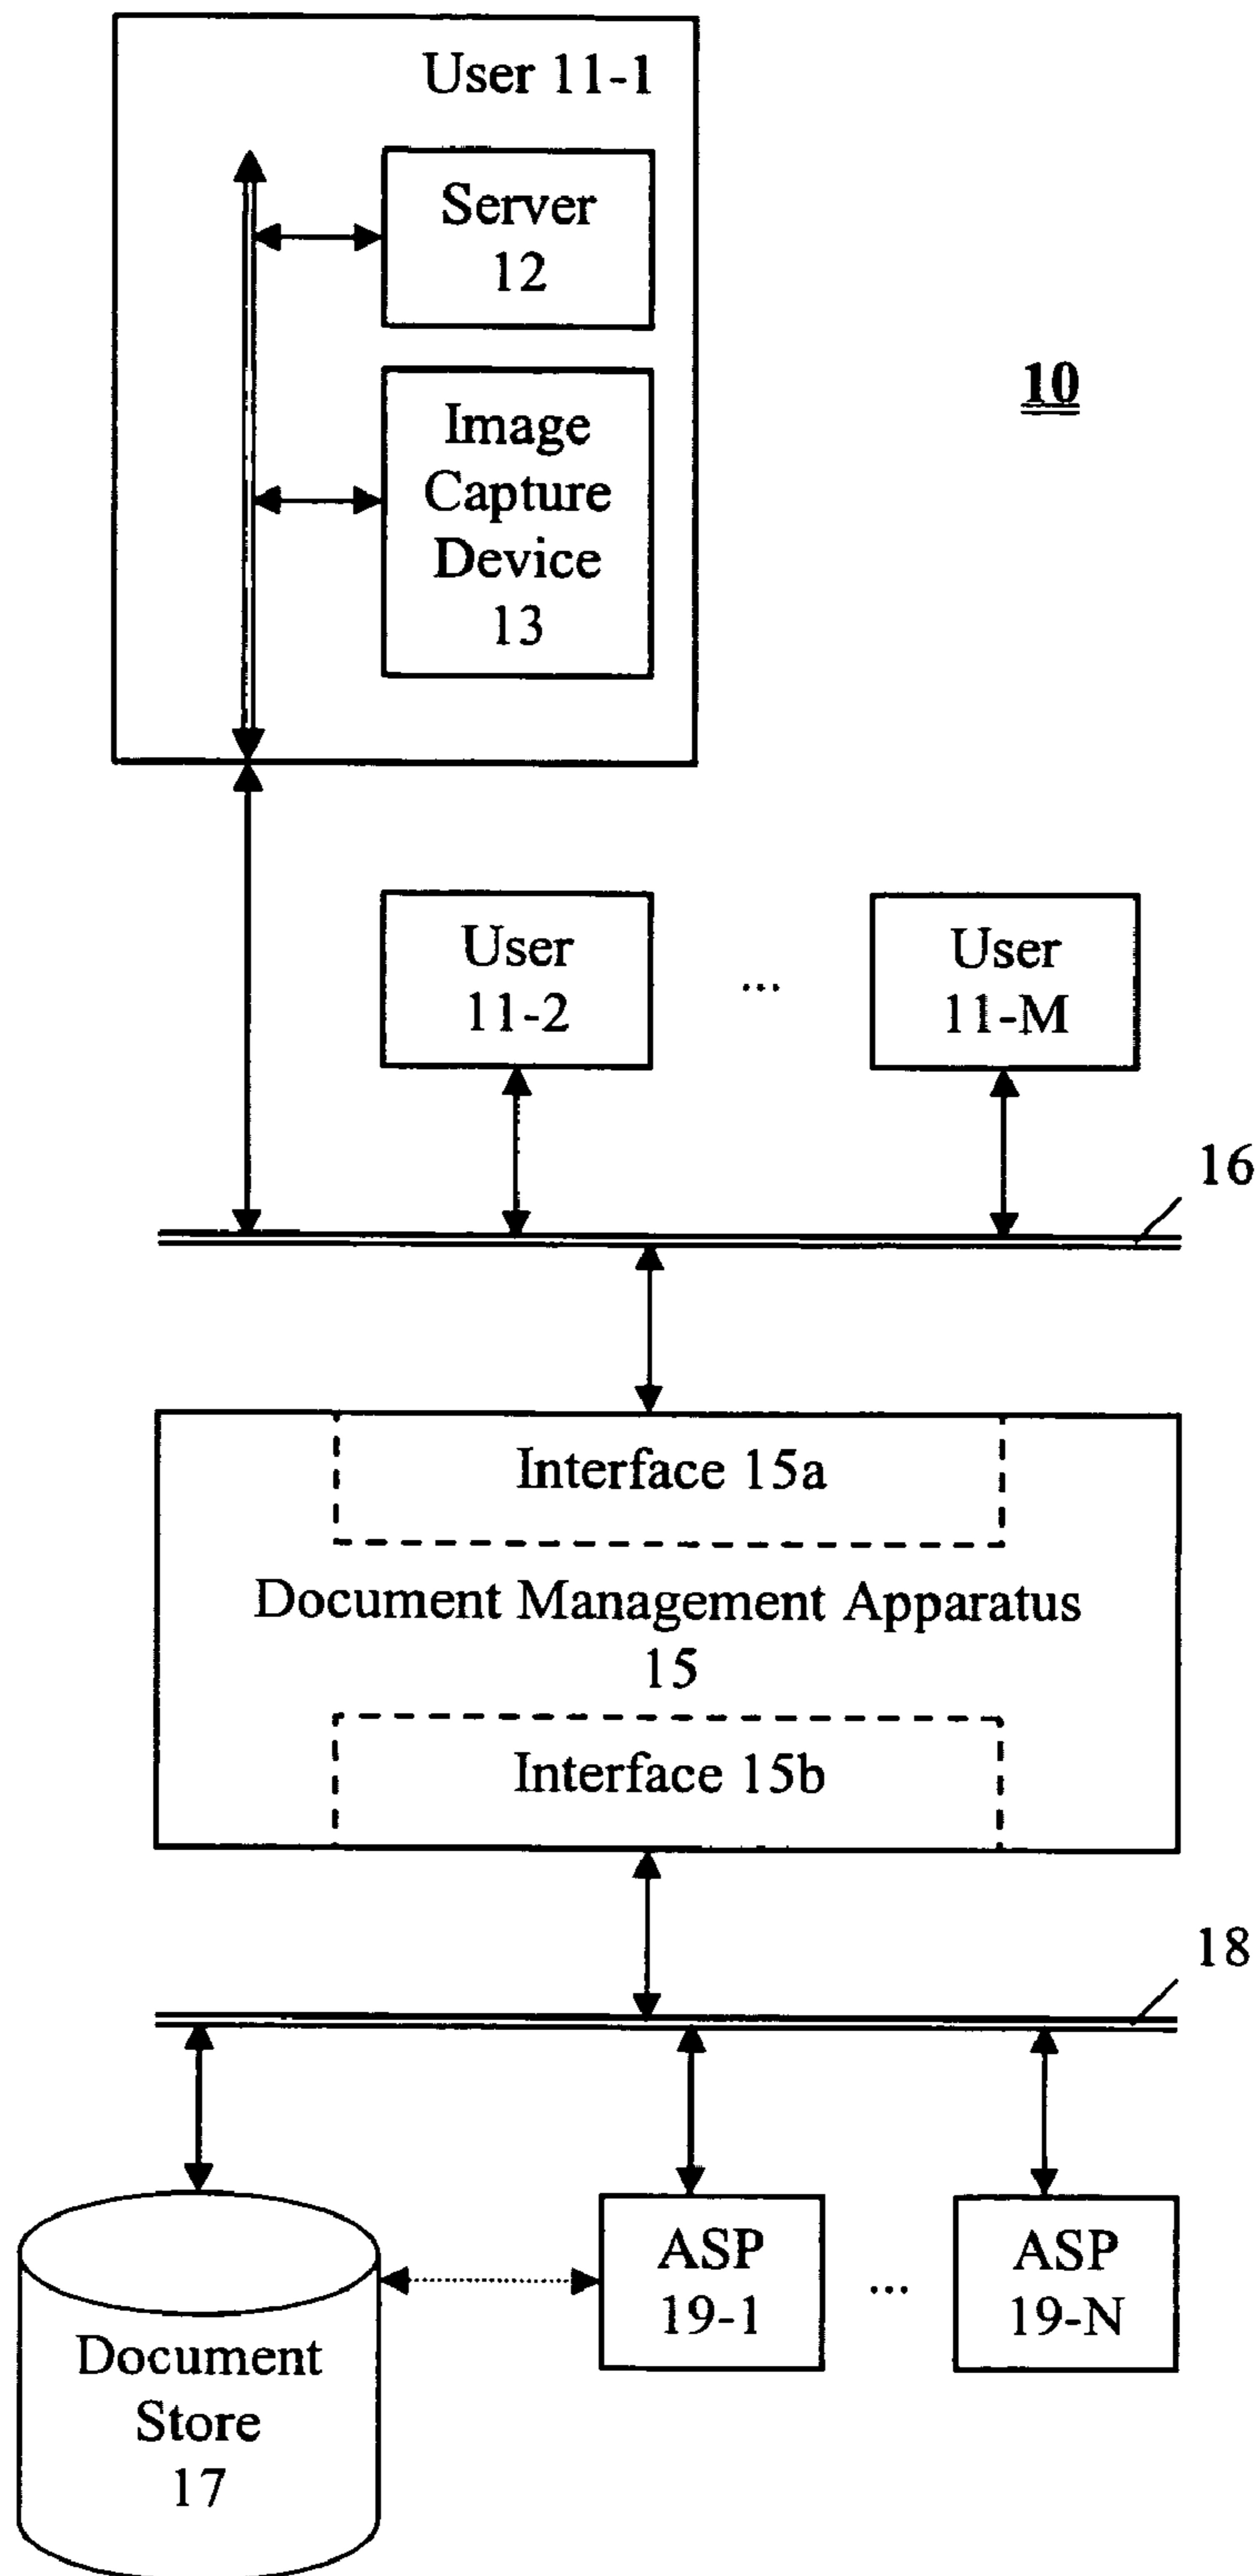 User 11-1
Server
12
10
Image
Capture
Device
13
User
11-2
...
User
11-M
16
Interface 15a
Document Management Apparatus
15
Interface 15b
18
ASP
19-1
...
ASP
19-N
Document
Store
17